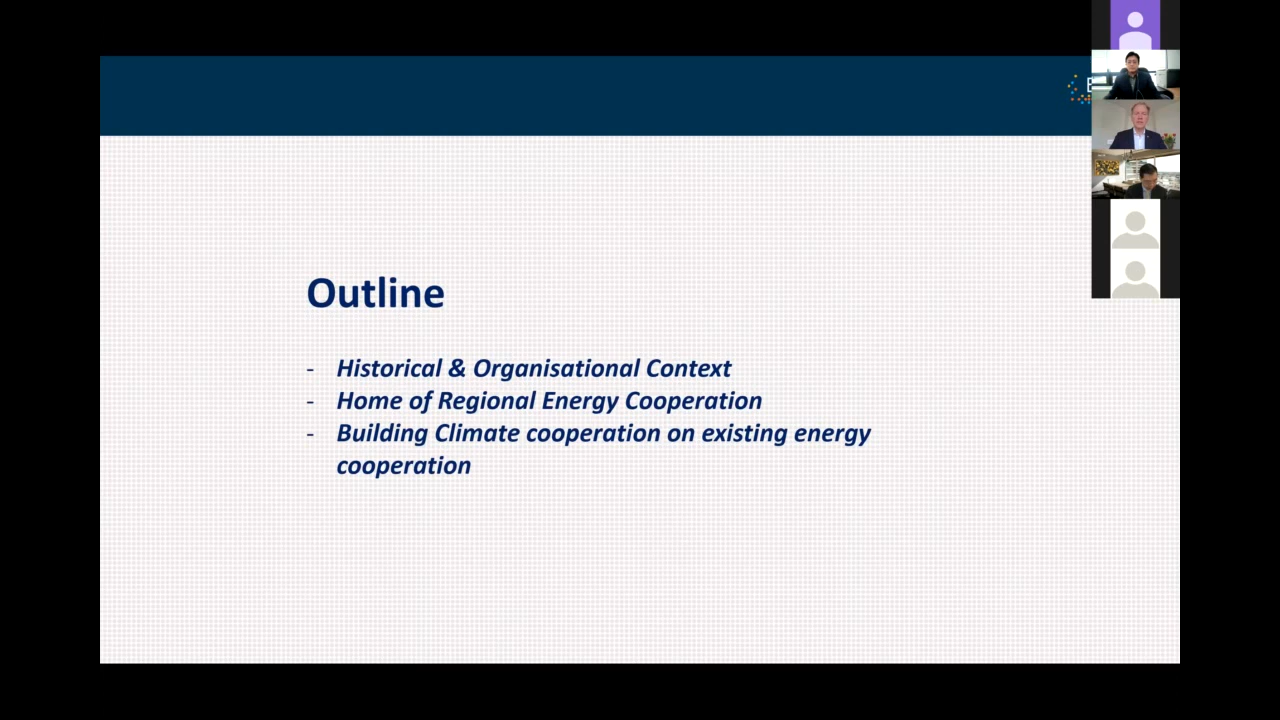 Outline
- Historical & Organisational Context
- Home of Regional Energy Cooperation
- Building Climate cooperation on existing energy
cooperation